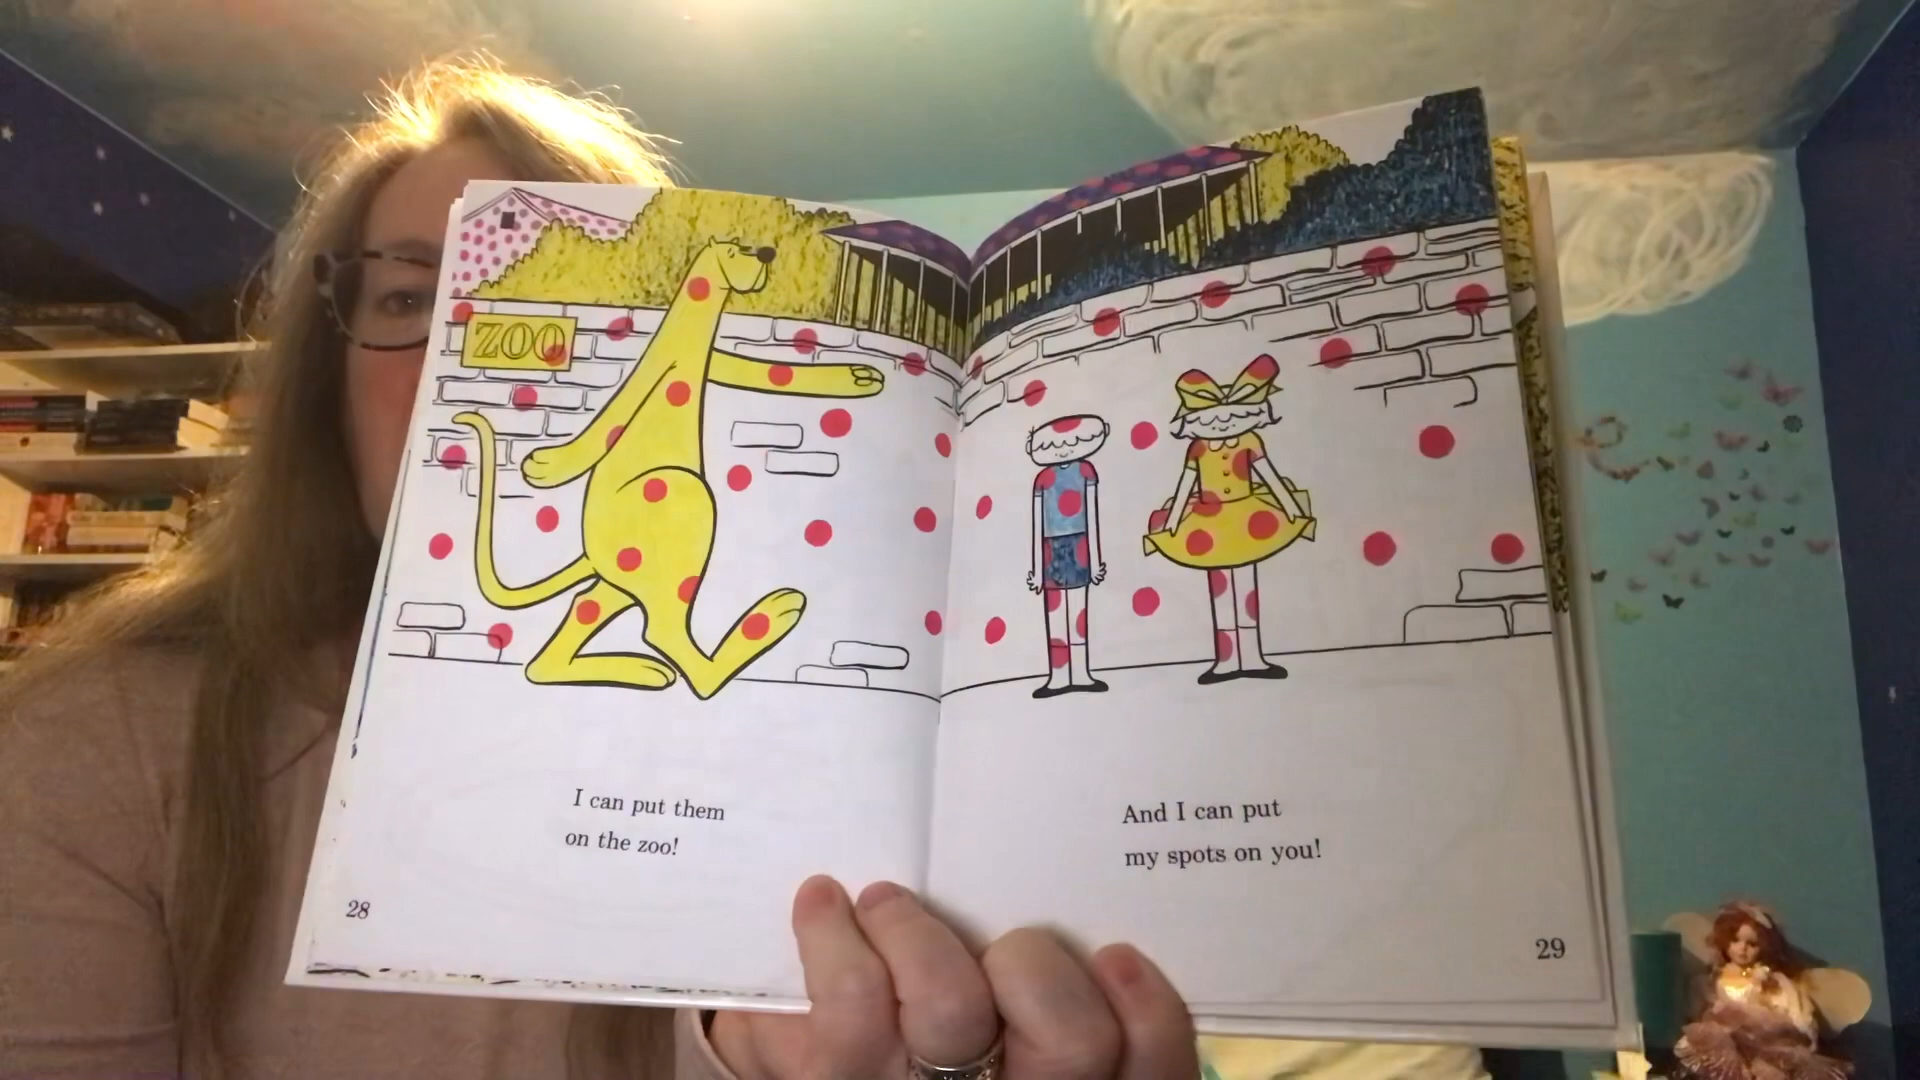 ZOO
I can put them
on the zoo!
28
And I can put
my spots on you!
29